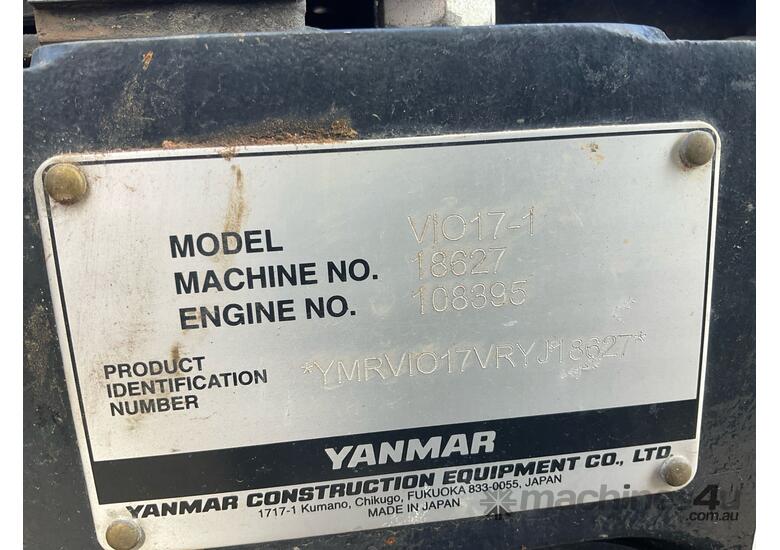 MODEL VIO17-1
MACHINE NO. 18627
ENGINE NO. 108395
PRODUCT
IDENTIFICATION
NUMBER
*YMRVIO17VRYJ18627*
YANMAR
YANMAR CONSTRUCTION EQUIPMENT CO., LTD.
1717-1 Kumano, Chikugo, FUKUOKA 833-0055, JAPAN
MADE IN JAPAN
machines4u
.com.au